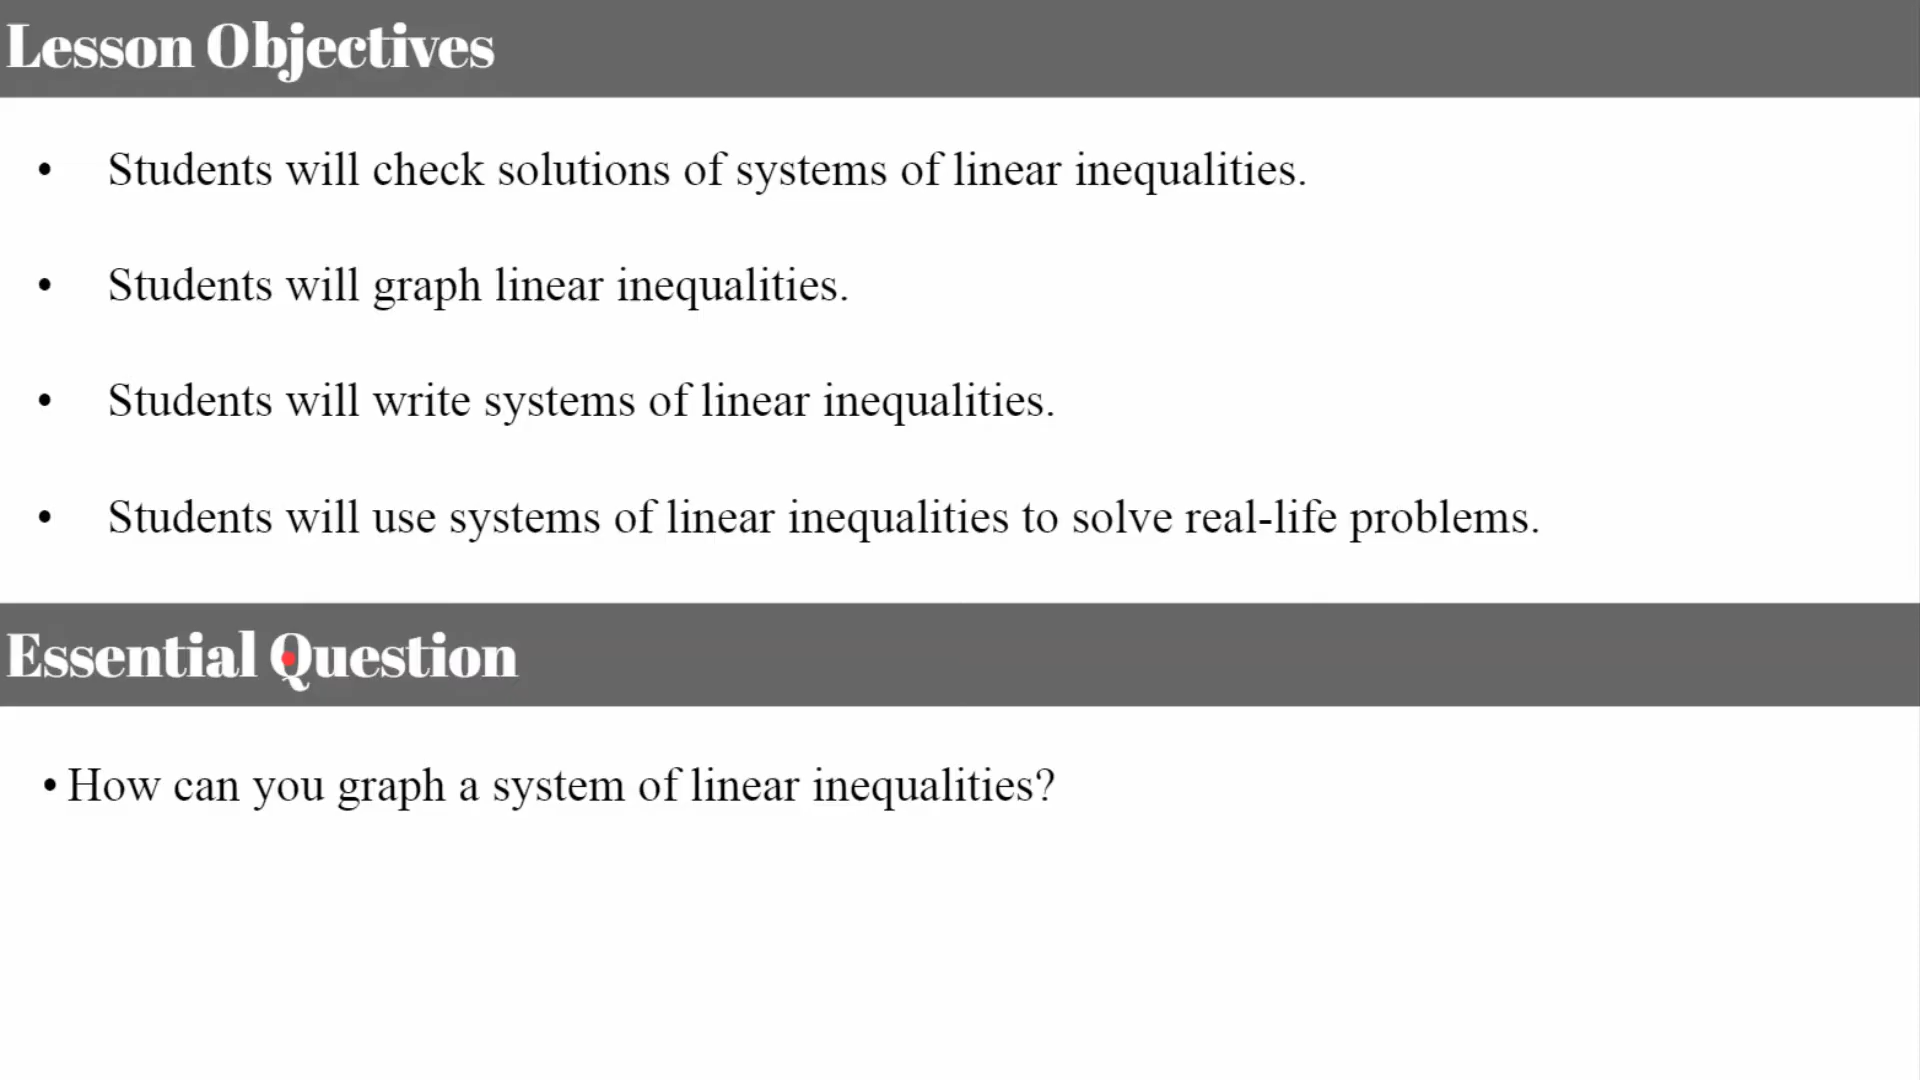 Lesson Objectives
• Students will check solutions of systems of linear inequalities.
• Students will graph linear inequalities.
• Students will write systems of linear inequalities.
• Students will use systems of linear inequalities to solve real-life problems.
Essential Question
• How can you graph a system of linear inequalities?